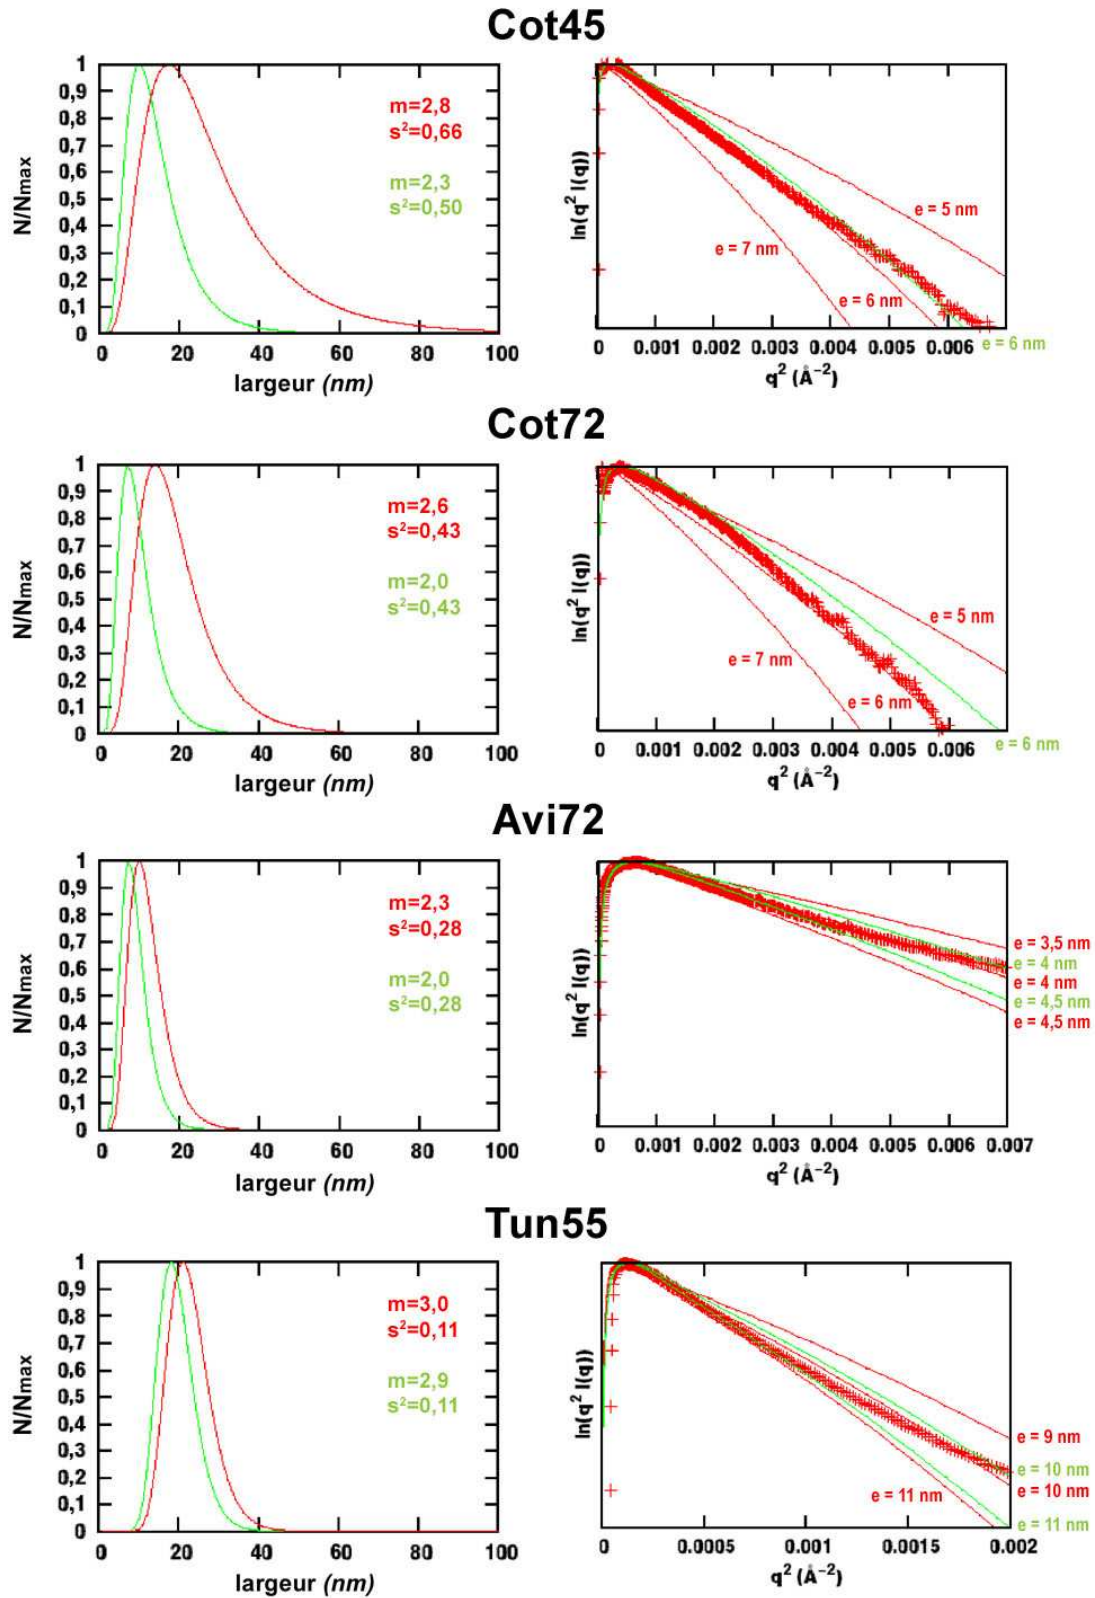 Cot45
1
0,9
0,8
0,7
0,6
0,5
0,4
0,3
0,2
0,1
0
N/Nmax
m=2,8
s²=0,66
m=2,3
s²=0,50
0 20 40 60 80 100
largeur (nm)
ln(q² I(q))
e = 5 nm
e = 7 nm
e = 6 nm
e = 6 nm
0 0.001 0.002 0.003 0.004 0.005 0.006
q² (Å⁻²)
Cot72
1
0,9
0,8
0,7
0,6
0,5
0,4
0,3
0,2
0,1
0
N/Nmax
m=2,6
s²=0,43
m=2,0
s²=0,43
0 20 40 60 80 100
largeur (nm)
ln(q² I(q))
e = 5 nm
e = 7 nm
e = 6 nm
e = 6 nm
0 0.001 0.002 0.003 0.004 0.005 0.006
q² (Å⁻²)
Avi72
1
0,9
0,8
0,7
0,6
0,5
0,4
0,3
0,2
0,1
0
N/Nmax
m=2,3
s²=0,28
m=2,0
s²=0,28
0 20 40 60 80 100
largeur (nm)
ln(q² I(q))
e = 3,5 nm
e = 4 nm
e = 4 nm
e = 4,5 nm
e = 4,5 nm
0 0.001 0.002 0.003 0.004 0.005 0.006 0.007
q² (Å⁻²)
Tun55
1
0,9
0,8
0,7
0,6
0,5
0,4
0,3
0,2
0,1
0
N/Nmax
m=3,0
s²=0,11
m=2,9
s²=0,11
0 20 40 60 80 100
largeur (nm)
ln(q² I(q))
e = 9 nm
e = 10 nm
e = 10 nm
e = 11 nm
e = 11 nm
0 0.0005 0.001 0.0015 0.002
q² (Å⁻²)